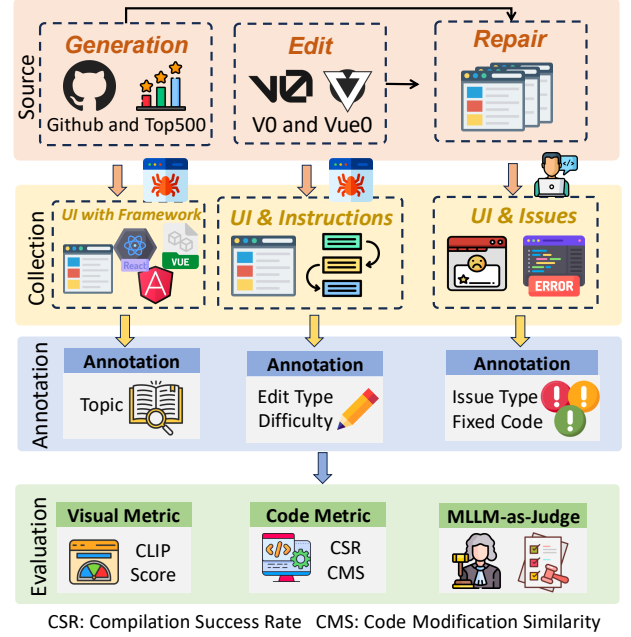 Source
Generation
Github and Top500
Edit
V0 and Vue0
Repair
Collection
UI with Framework
React
VUE
UI & Instructions
UI & Issues
ERROR
Annotation
Annotation
Topic
Annotation
Edit Type
Difficulty
Annotation
Issue Type
Fixed Code
Evaluation
Visual Metric
CLIP
Score
Code Metric
CSR
CMS
MLLM-as-Judge
CSR: Compilation Success Rate CMS: Code Modification Similarity